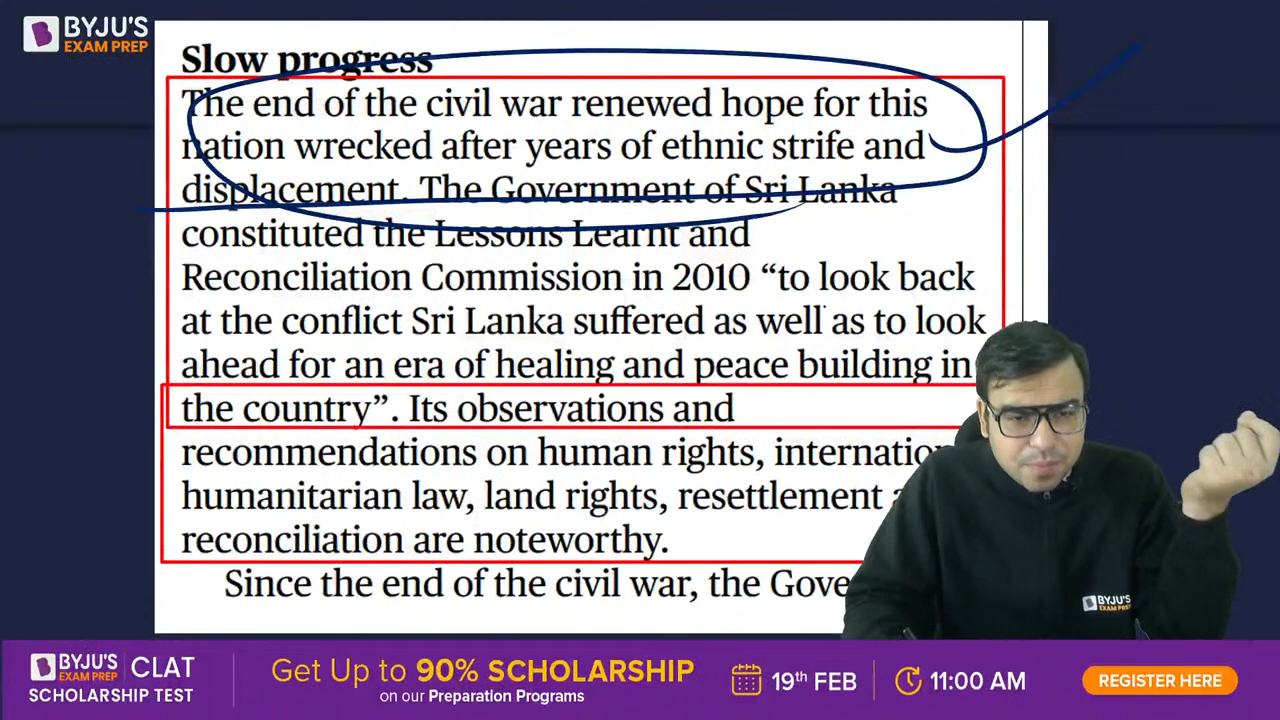 BYJU'S
EXAM PREP
Slow progress
The end of the civil war renewed hope for this
nation wrecked after years of ethnic strife and
displacement. The Government of Sri Lanka
constituted the Lessons Learnt and
Reconciliation Commission in 2010 “to look back
at the conflict Sri Lanka suffered as well as to look
ahead for an era of healing and peace building in
the country”. Its observations and
recommendations on human rights,
humanitarian law, land rights, resettlement
reconciliation are noteworthy.
Since the end of the civil war, the
BYJU'S
EXAM PREP
BYJU'S
EXAM PREP
CLAT
SCHOLARSHIP TEST
Get Up to 90% SCHOLARSHIP
on our Preparation Programs
19th FEB
11:00 AM
REGISTER HERE